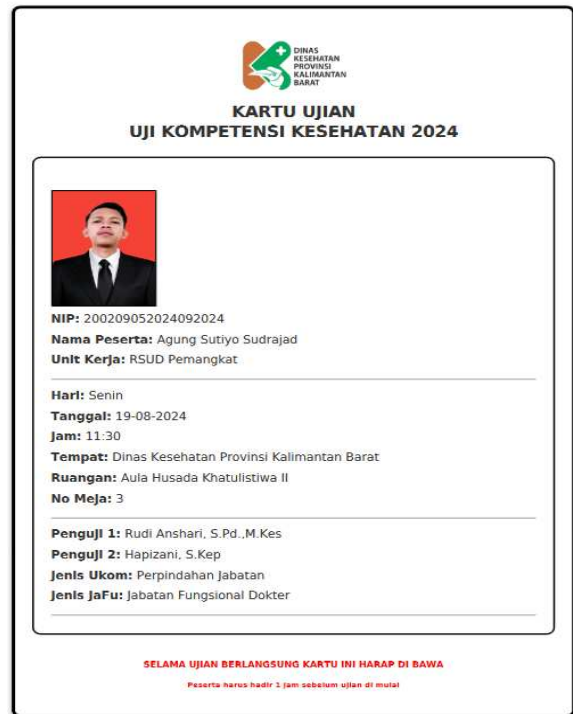 DINAS
KESEHATAN
PROVINSI
KALIMANTAN
BARAT
KARTU UJIAN
UJI KOMPETENSI KESEHATAN 2024
NIP: 200209052024092024
Nama Peserta: Agung Sutiyo Sudrajad
Unit Kerja: RSUD Pemangkat
Hari: Senin
Tanggal: 19-08-2024
Jam: 11:30
Tempat: Dinas Kesehatan Provinsi Kalimantan Barat
Ruangan: Aula Husada Khatulistiwa II
No Meja: 3
Penguji 1: Rudi Anshari, S.Pd.,M.Kes
Penguji 2: Hapizani, S.Kep
Jenis Ukom: Perpindahan Jabatan
Jenis JaFu: Jabatan Fungsional Dokter
SELAMA UJIAN BERLANGSUNG KARTU INI HARAP DI BAWA
Peserta harus hadir 1 jam sebelum ujian di mulai